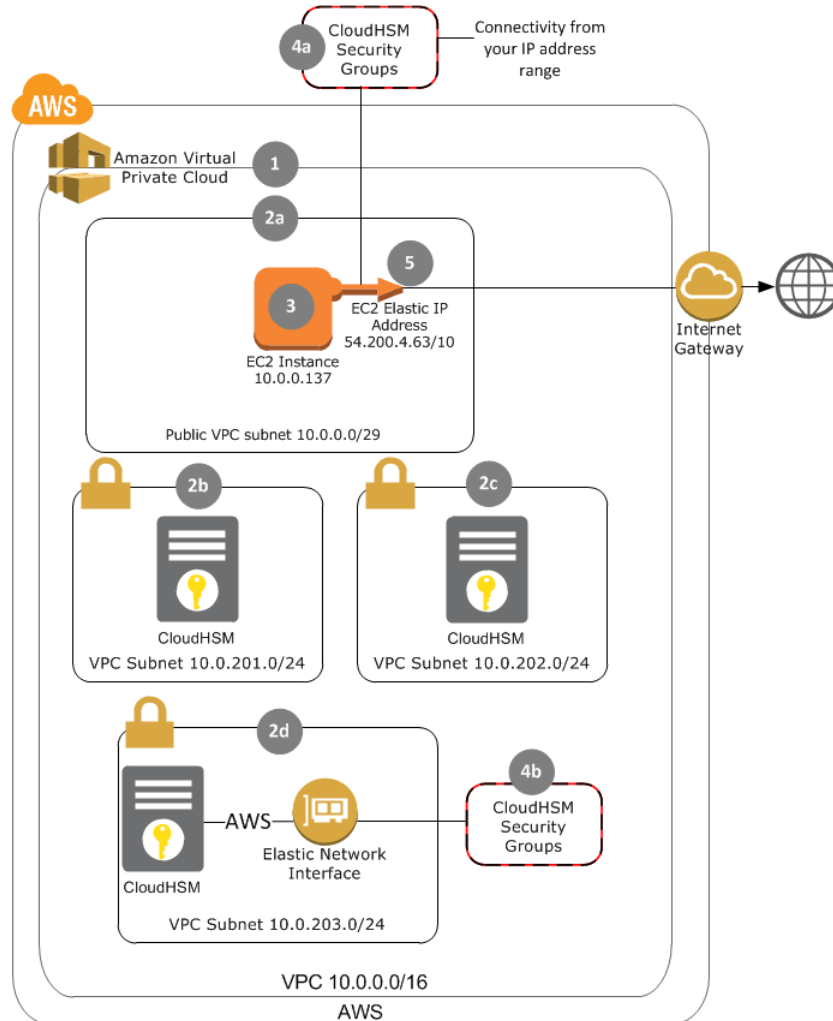 4a
CloudHSM
Security
Groups
Connectivity from
your IP address
range
AWS
Amazon Virtual
Private Cloud
1
2a
3
5
EC2 Elastic IP
Address
54.200.4.63/10
EC2 Instance
10.0.0.137
Internet
Gateway
Public VPC subnet 10.0.0.0/29
2b
CloudHSM
VPC Subnet 10.0.201.0/24
2c
CloudHSM
VPC Subnet 10.0.202.0/24
2d
AWS
CloudHSM
Elastic Network
Interface
VPC Subnet 10.0.203.0/24
4b
CloudHSM
Security
Groups
VPC 10.0.0.0/16
AWS